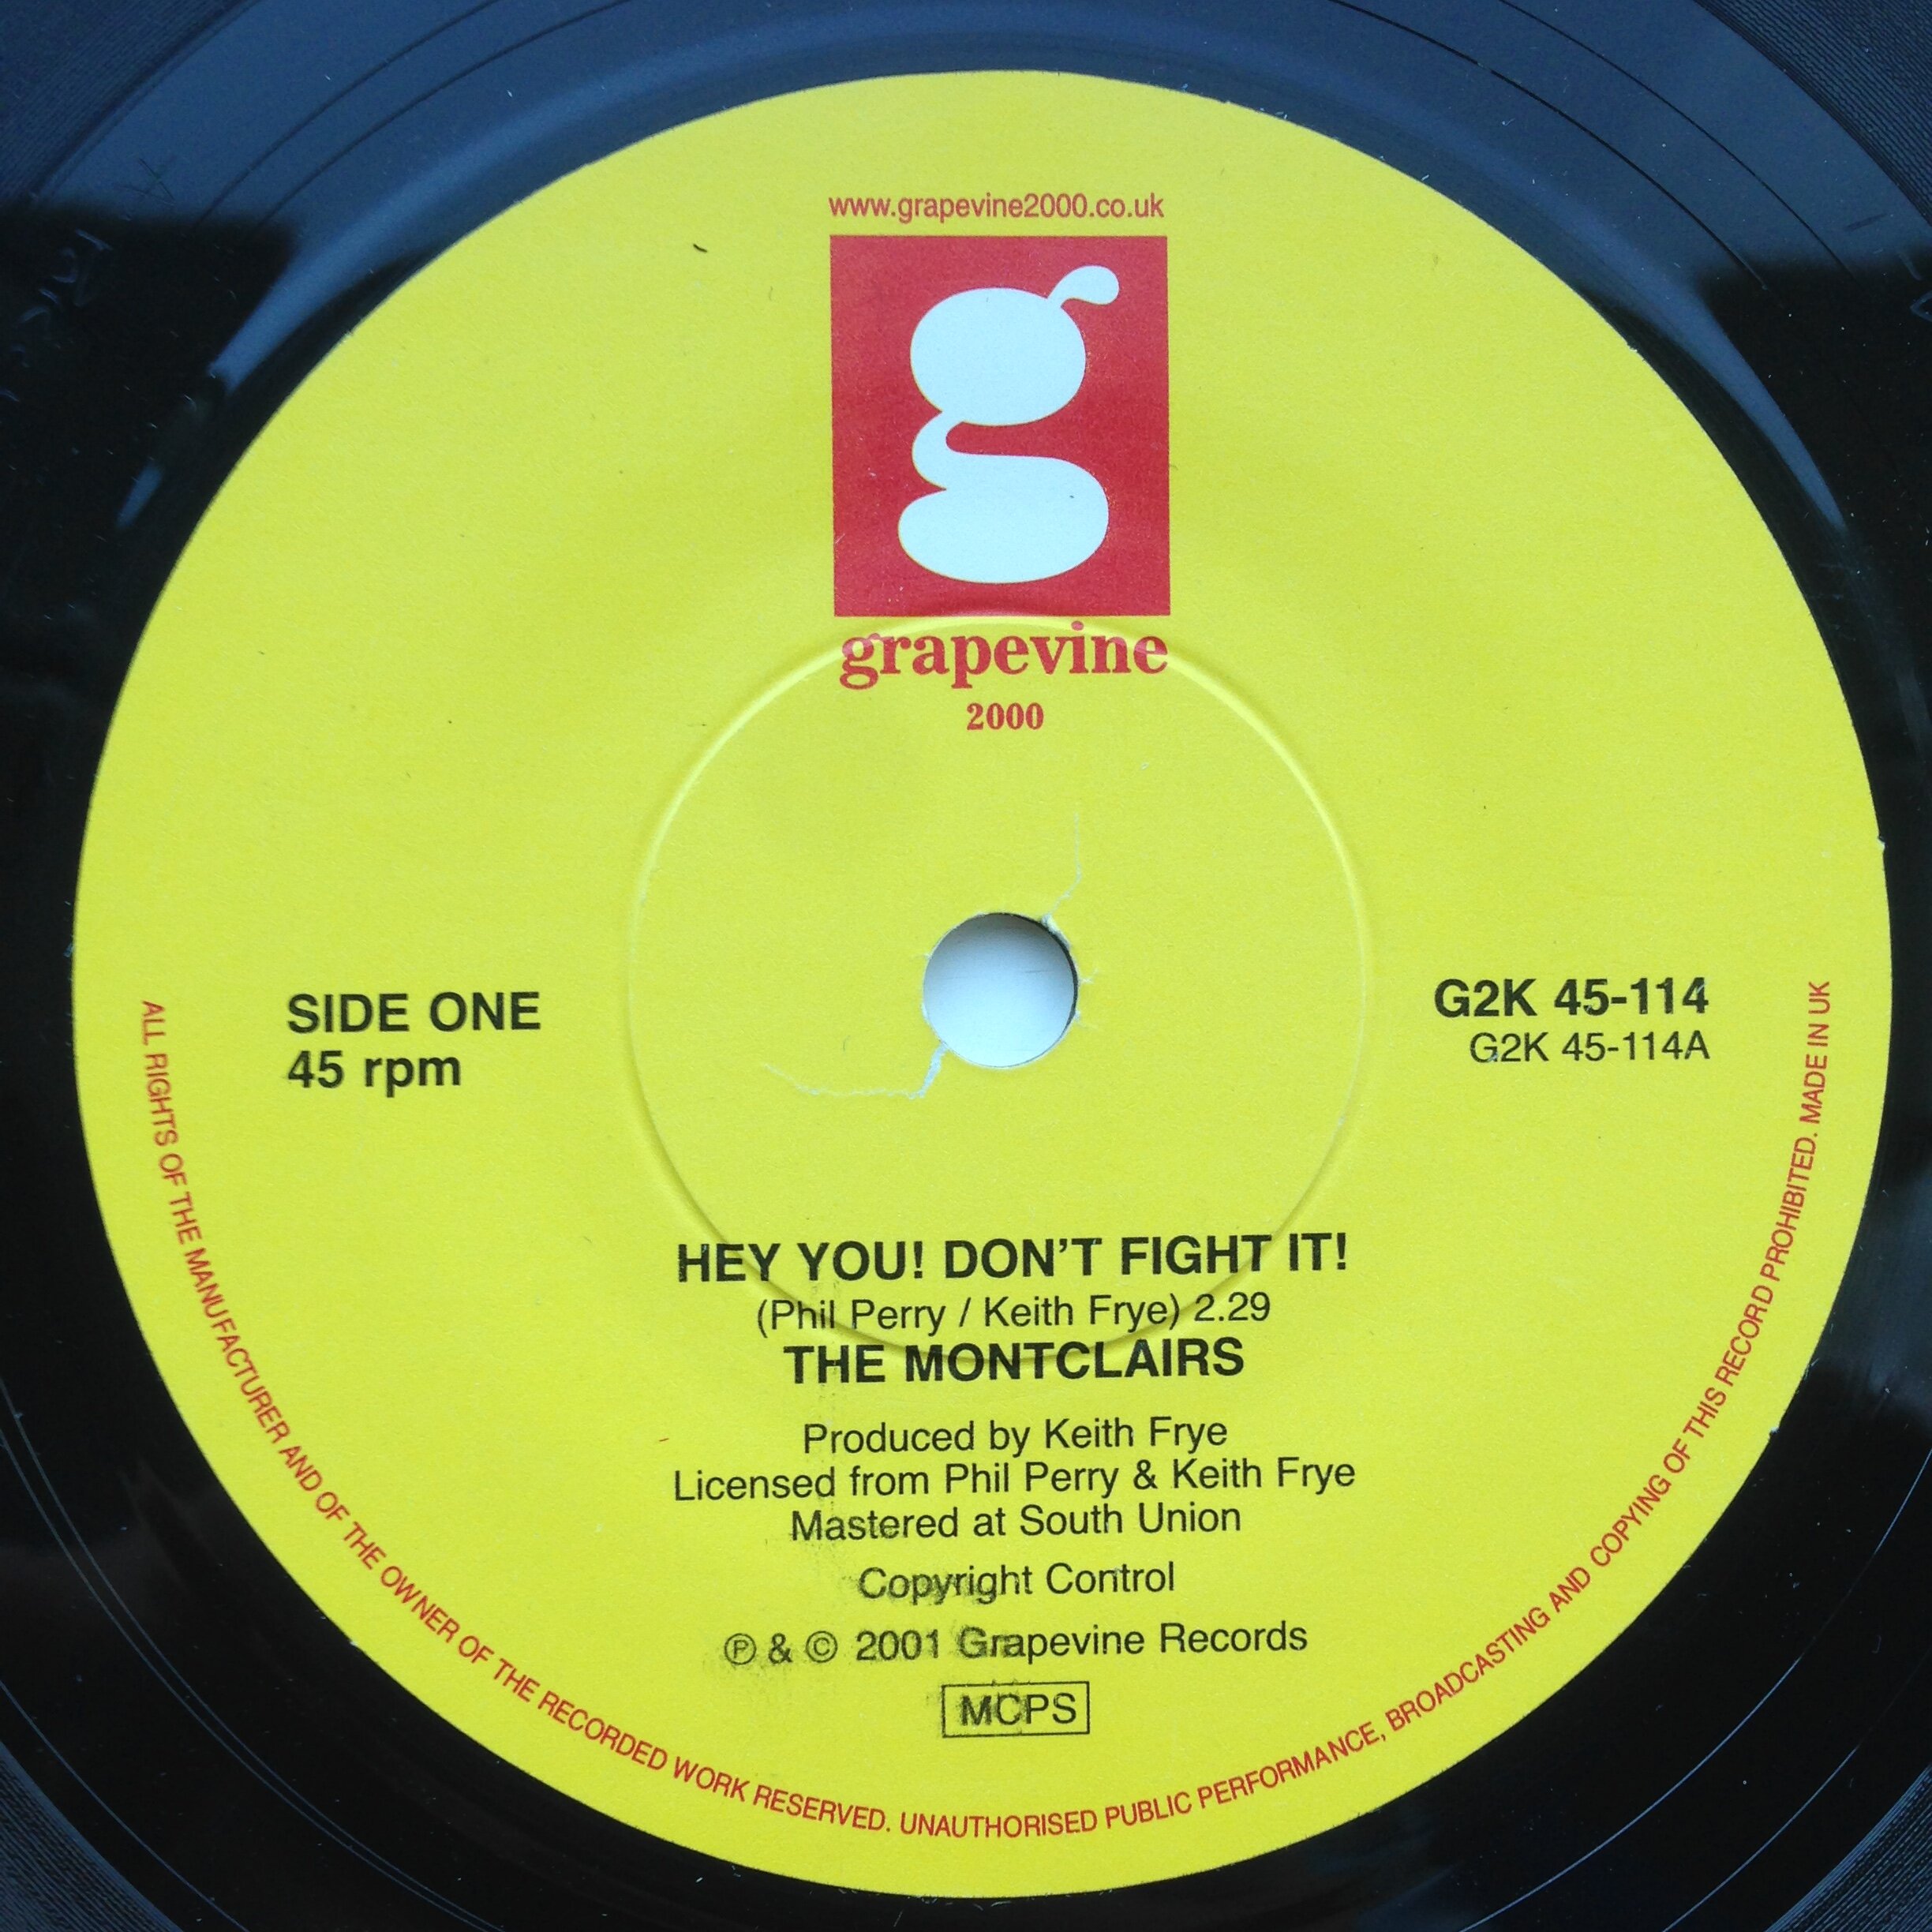 www.grapevine2000.co.uk
g
grapevine
2000
SIDE ONE
45 rpm
G2K 45-114
G2K 45-114A
HEY YOU! DON'T FIGHT IT!
(Phil Perry / Keith Frye) 2.29
THE MONTCLAIRS
Produced by Keith Frye
Licensed from Phil Perry & Keith Frye
Mastered at South Union
Copyright Control
℗ & © 2001 Grapevine Records
MCPS
ALL RIGHTS OF THE MANUFACTURER AND OF THE OWNER OF THE RECORDED WORK RESERVED. UNAUTHORISED PUBLIC PERFORMANCE, BROADCASTING AND COPYING OF THIS RECORD PROHIBITED. MADE IN UK